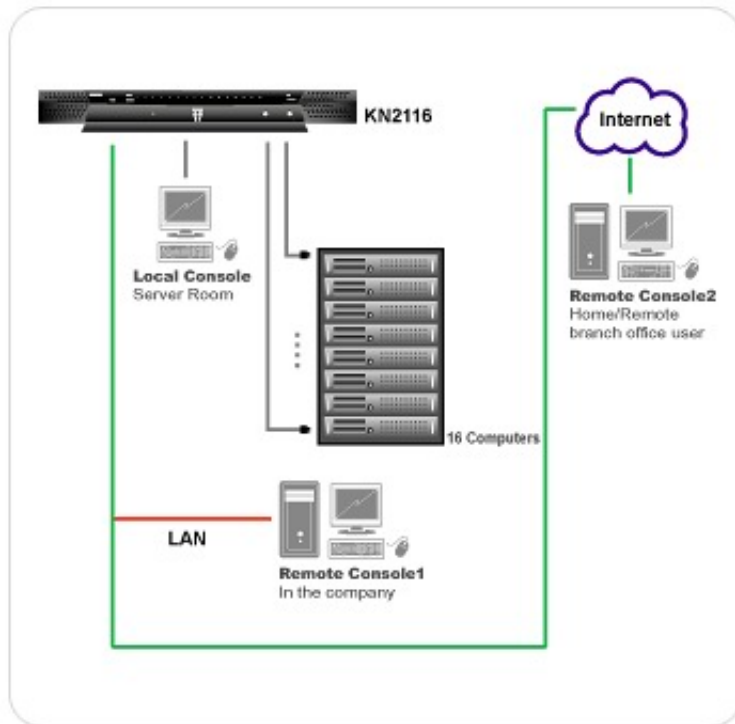 KN2116
Internet
Local Console
Server Room
Remote Console2
Home/Remote
branch office user
16 Computers
LAN
Remote Console1
In the company